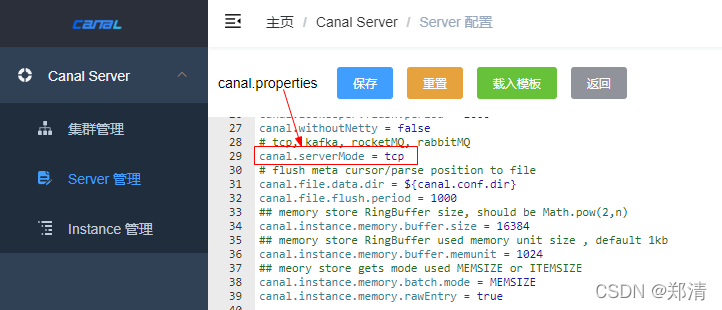 canal
主页 / Canal Server / Server 配置
Canal Server
集群管理
Server 管理
Instance 管理
canal.properties 保存 重置 载入模板 返回
27 canal.withoutNetty = false
28 # tcp, kafka, rocketMQ, rabbitMQ
29 canal.serverMode = tcp
30 # flush meta cursor/parse position to file
31 canal.file.data.dir = ${canal.conf.dir}
32 canal.file.flush.period = 1000
33 ## memory store RingBuffer size, should be Math.pow(2,n)
34 canal.instance.memory.buffer.size = 16384
35 ## memory store RingBuffer used memory unit size , default 1kb
36 canal.instance.memory.buffer.memunit = 1024
37 ## meory store gets mode used MEMSIZE or ITEMSIZE
38 canal.instance.memory.batch.mode = MEMSIZE
39 canal.instance.memory.rawEntry = true
40
CSDN @郑清